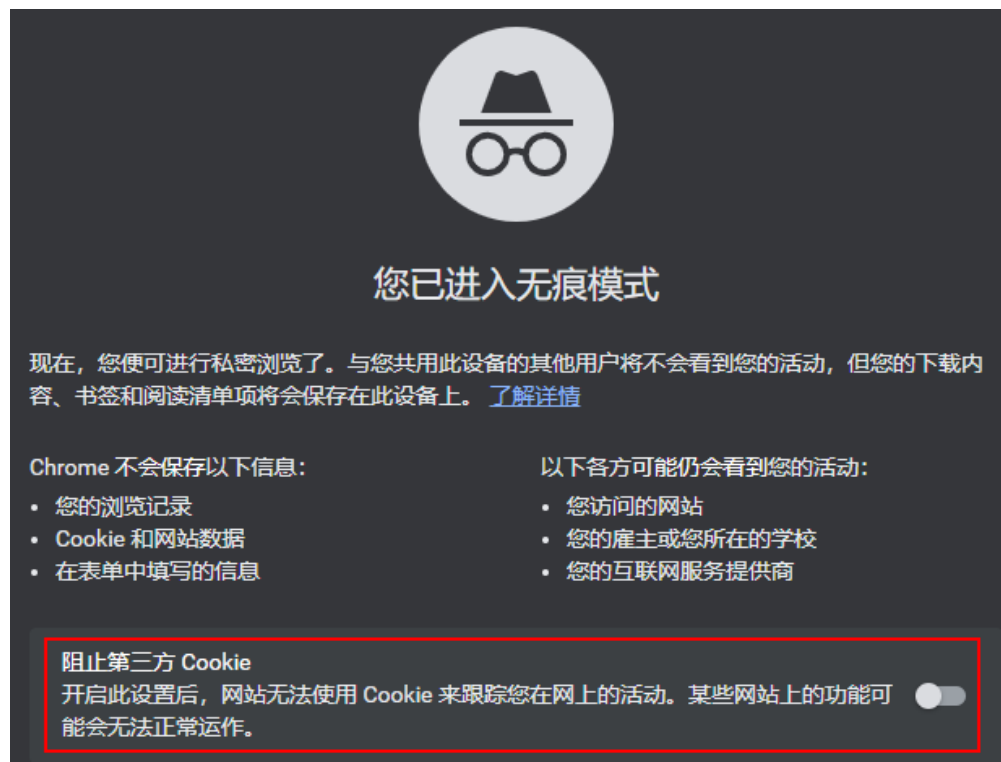 您已进入无痕模式
现在，您便可进行私密浏览了。与您共用此设备的其他用户将不会看到您的活动，但您的下载内
容、书签和阅读清单项将会保存在此设备上。 了解详情
Chrome 不会保存以下信息：
• 您的浏览记录
• Cookie 和网站数据
• 在表单中填写的信息
以下各方可能仍会看到您的活动：
• 您访问的网站
• 您的雇主或您所在的学校
• 您的互联网服务提供商
阻止第三方 Cookie
开启此设置后，网站无法使用 Cookie 来跟踪您在网上的活动。某些网站上的功能可
能会无法正常运作。